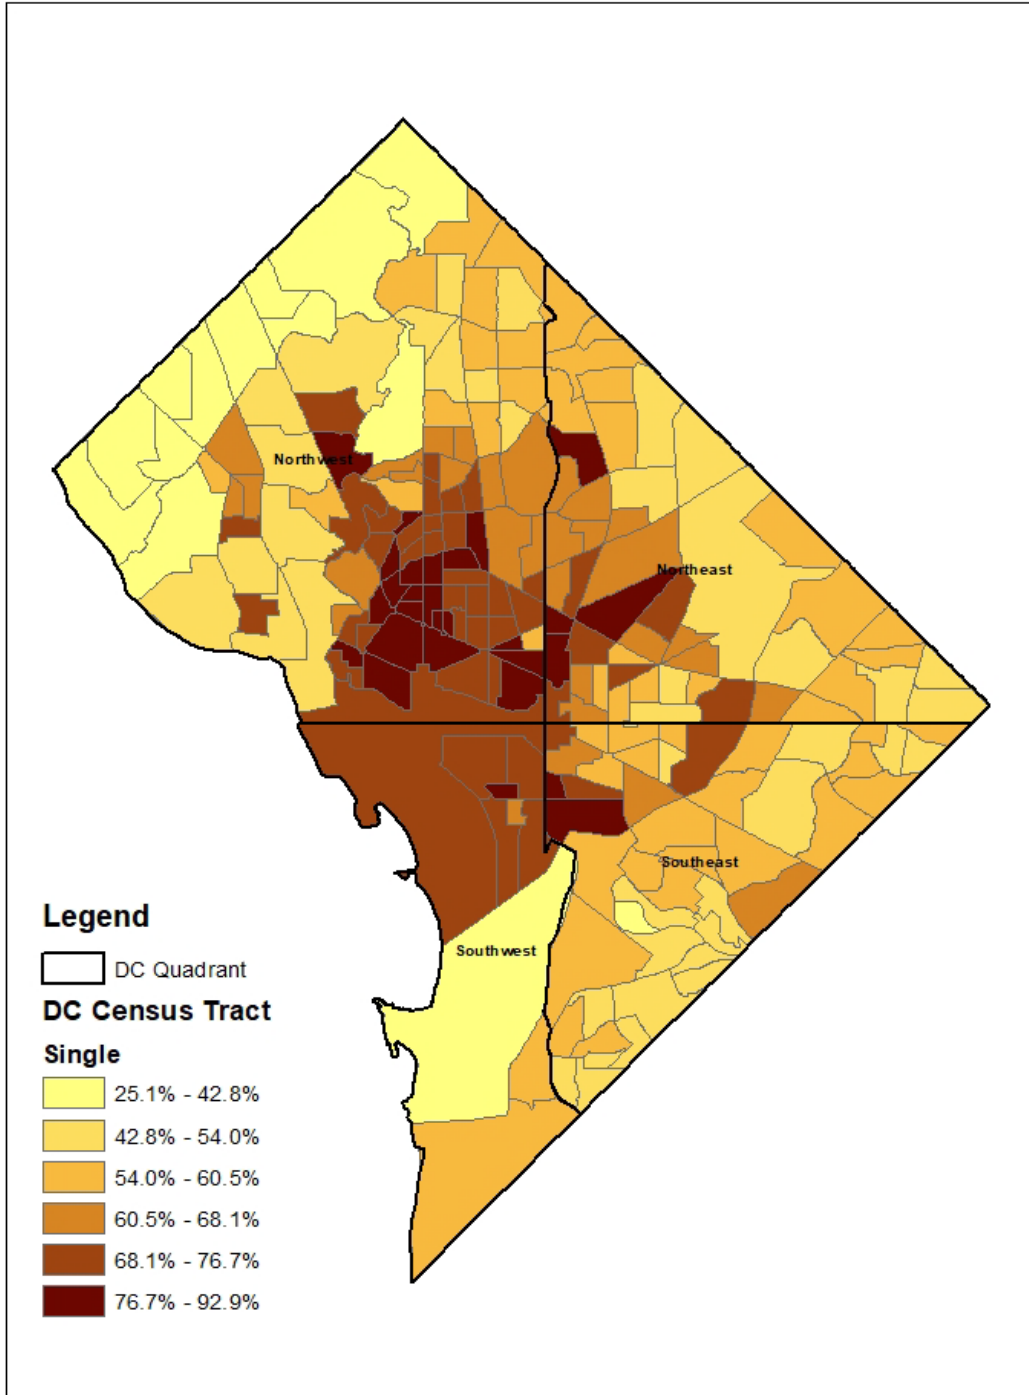 Northwest
Northeast
Southeast
Southwest
Legend
DC Quadrant
DC Census Tract
Single
25.1% - 42.8%
42.8% - 54.0%
54.0% - 60.5%
60.5% - 68.1%
68.1% - 76.7%
76.7% - 92.9%